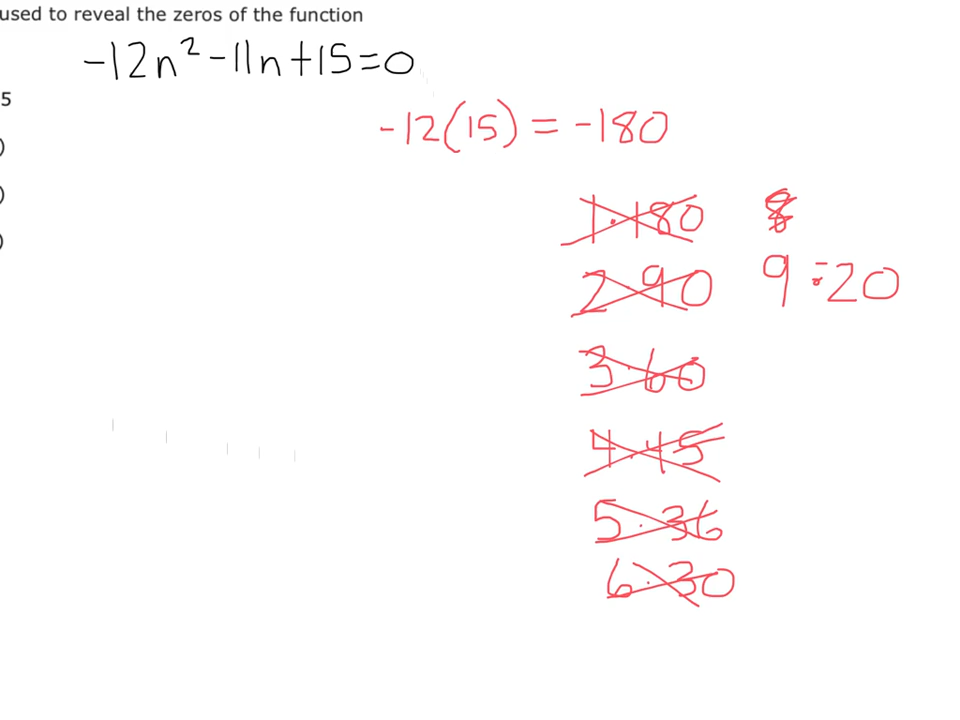 used to reveal the zeros of the function
-12n²-11n+15=0
5
-12(15) = -180
1·180 8
2 90 9·-20
3·60
4·45
5·36
6·30